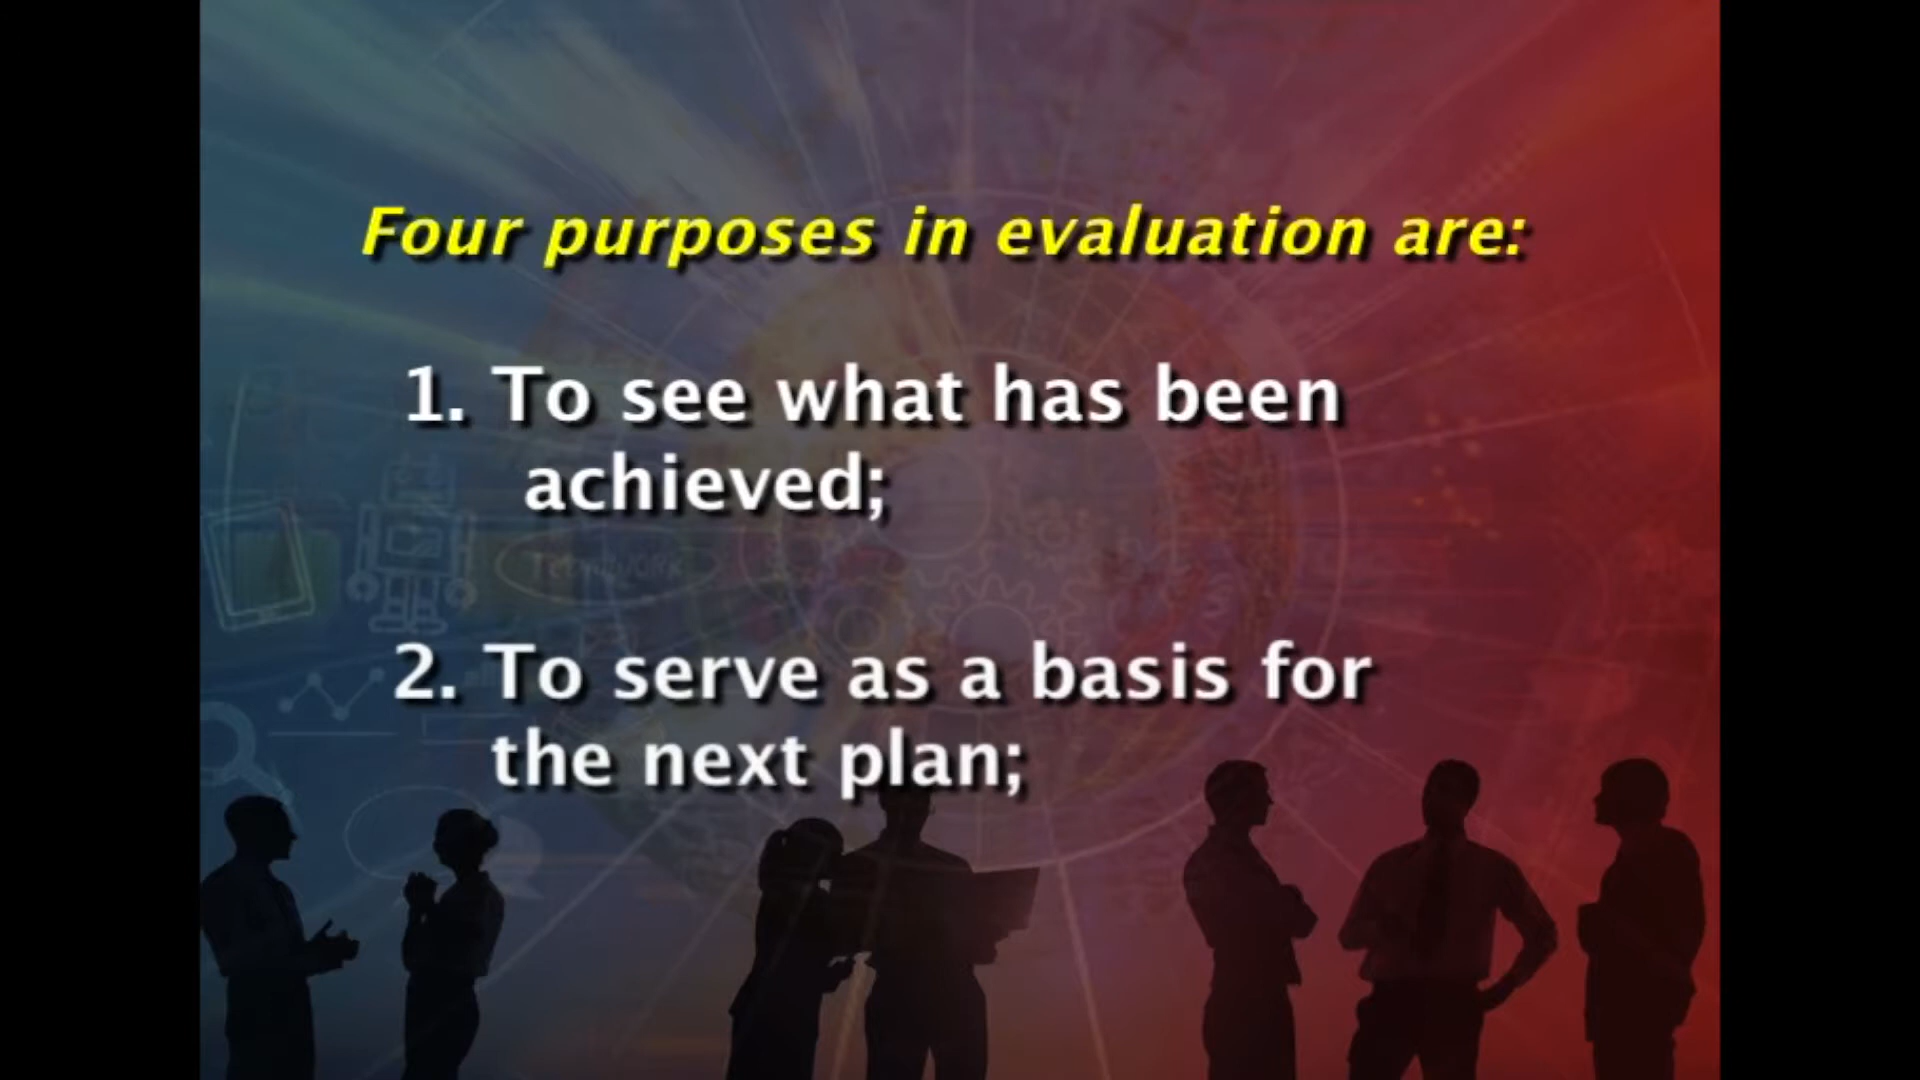 Four purposes in evaluation are:
1. To see what has been
achieved;
2. To serve as a basis for
the next plan;
TEAMWORK